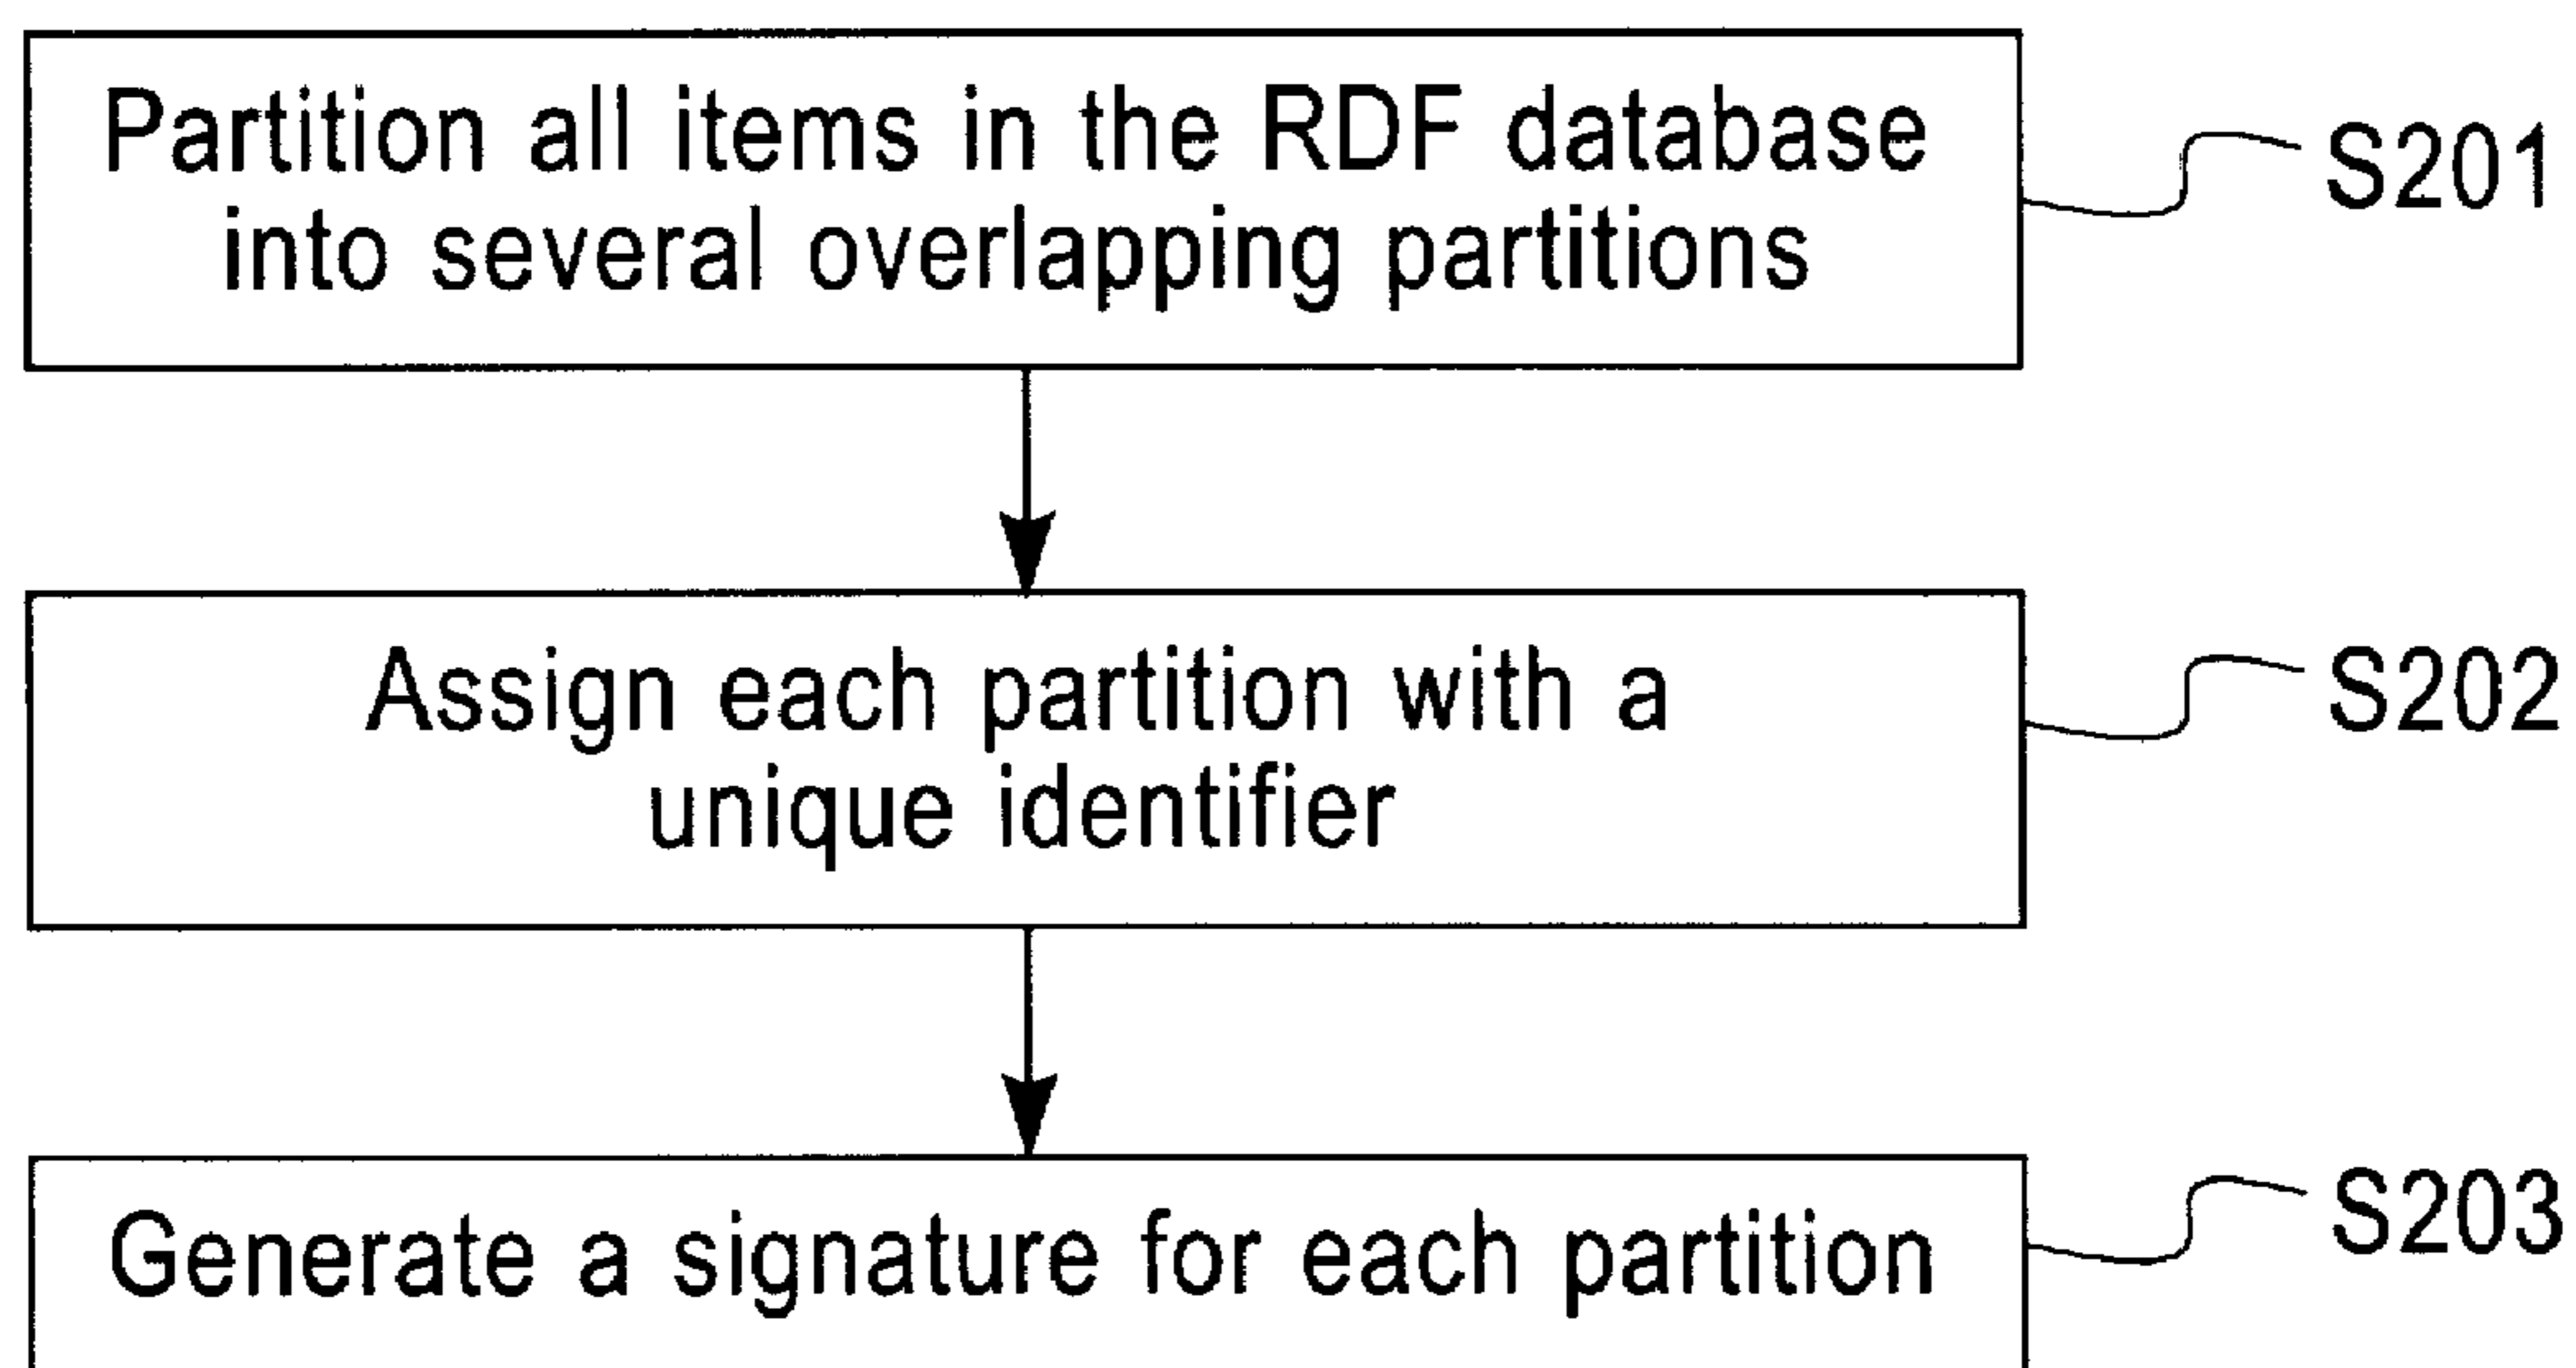 Partition all items in the RDF database
into several overlapping partitions
S201
Assign each partition with a
unique identifier
S202
Generate a signature for each partition
S203